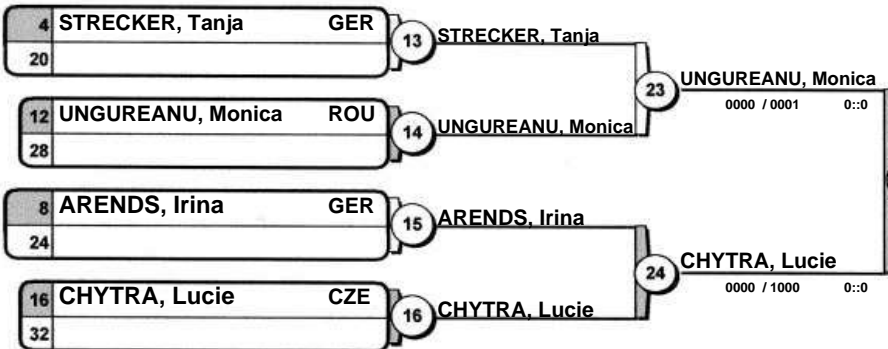 4 STRECKER, Tanja GER
20
13 STRECKER, Tanja
12 UNGUREANU, Monica ROU
28
14 UNGUREANU, Monica
23 UNGUREANU, Monica
0000 / 0001 0::0
8 ARENDS, Irina GER
24
15 ARENDS, Irina
16 CHYTRA, Lucie CZE
32
16 CHYTRA, Lucie
24 CHYTRA, Lucie
0000 / 1000 0::0